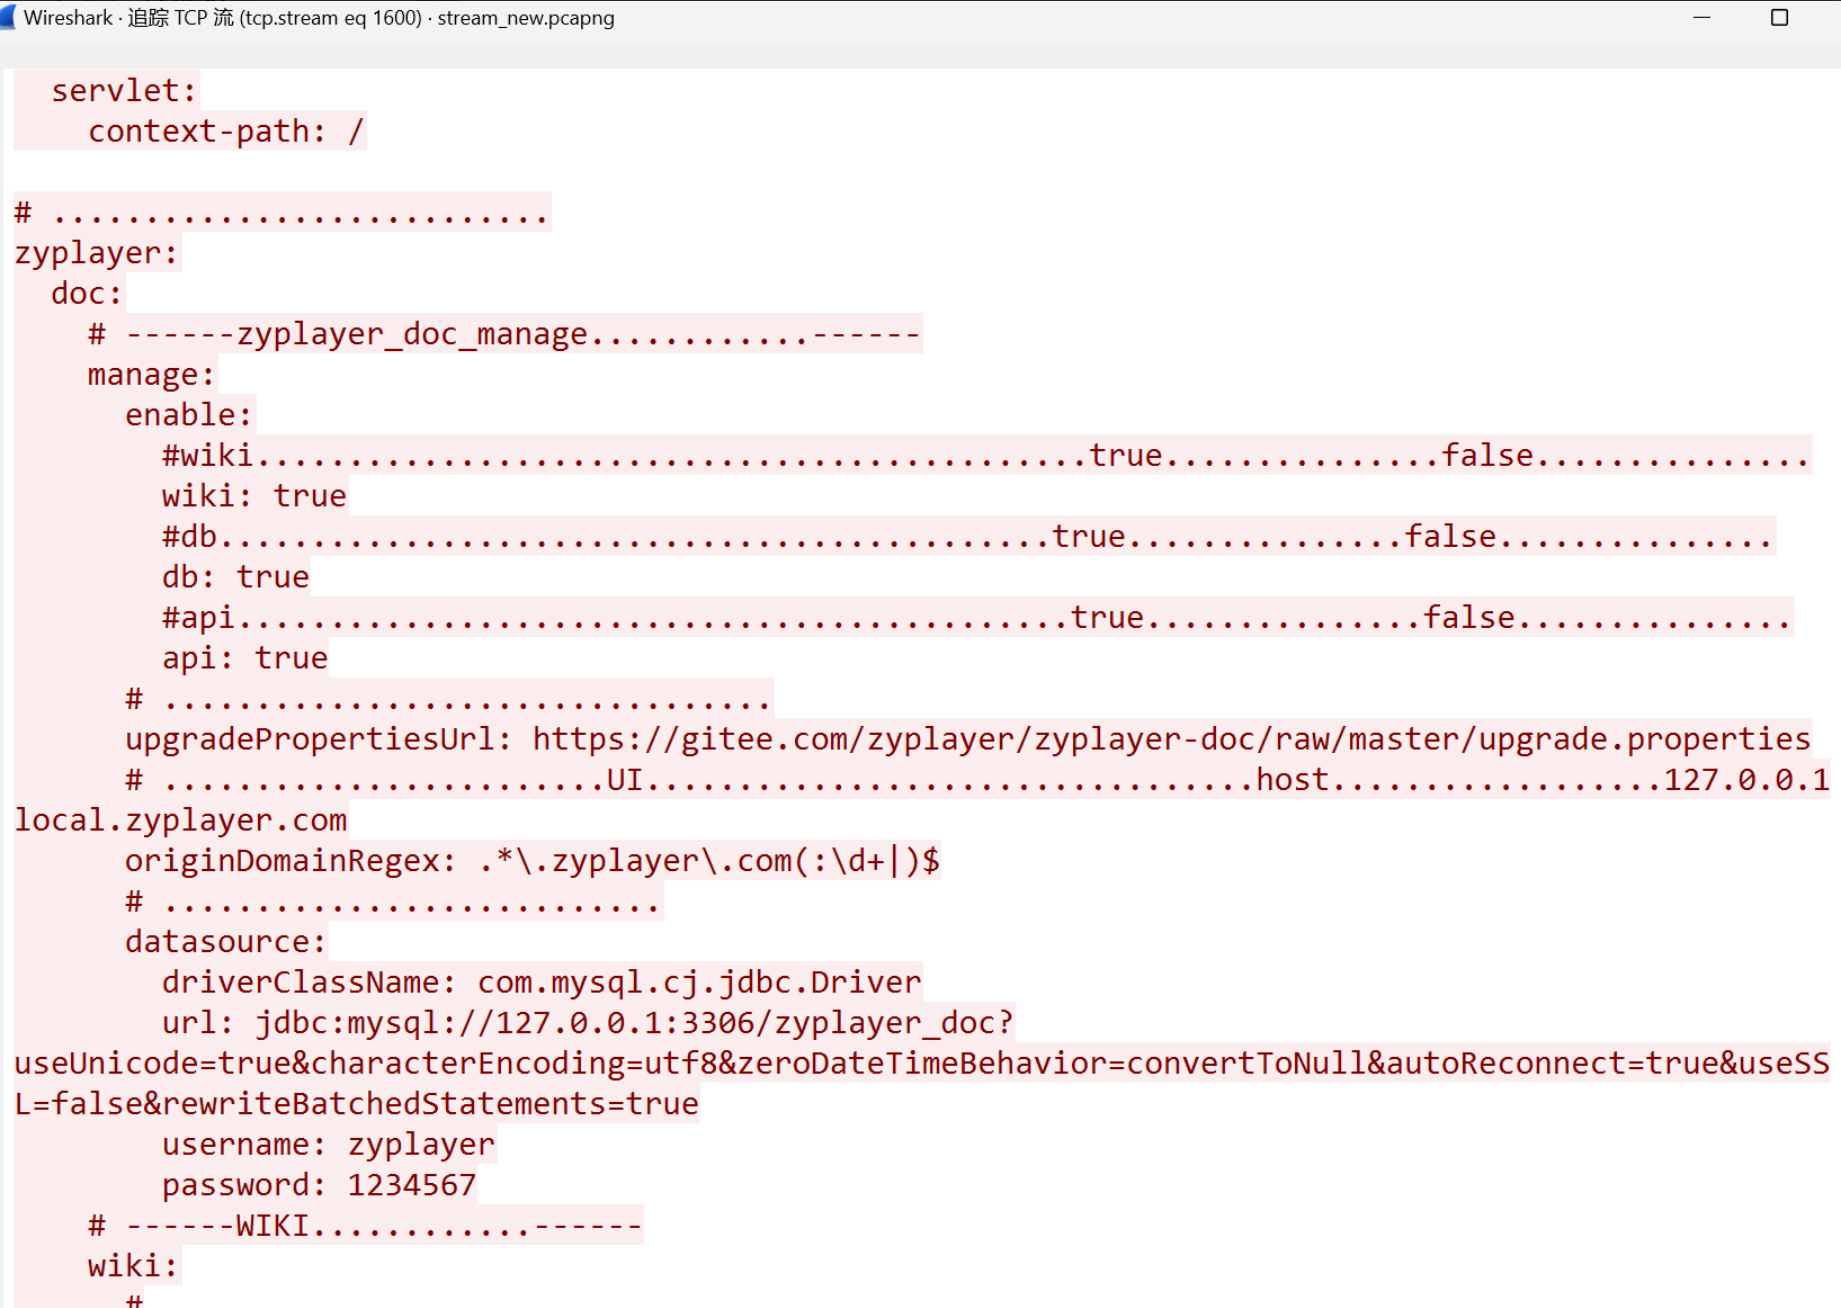 Wireshark · 追踪 TCP 流 (tcp.stream eq 1600) · stream_new.pcapng
  servlet:
    context-path: /
# ...........................
zyplayer:
  doc:
    # ------zyplayer_doc_manage............------
    manage:
      enable:
        #wiki.............................................true...............false...............
        wiki: true
        #db.............................................true...............false...............
        db: true
        #api.............................................true...............false...............
        api: true
      # .................................
      upgradePropertiesUrl: https://gitee.com/zyplayer/zyplayer-doc/raw/master/upgrade.properties
      # ........................UI.................................host..................127.0.0.1
local.zyplayer.com
      originDomainRegex: .*\.zyplayer\.com(:\d+|)$
      # ...........................
      datasource:
        driverClassName: com.mysql.cj.jdbc.Driver
        url: jdbc:mysql://127.0.0.1:3306/zyplayer_doc?
useUnicode=true&characterEncoding=utf8&zeroDateTimeBehavior=convertToNull&autoReconnect=true&useSS
L=false&rewriteBatchedStatements=true
        username: zyplayer
        password: 1234567
    # ------WIKI............------
    wiki:
      #